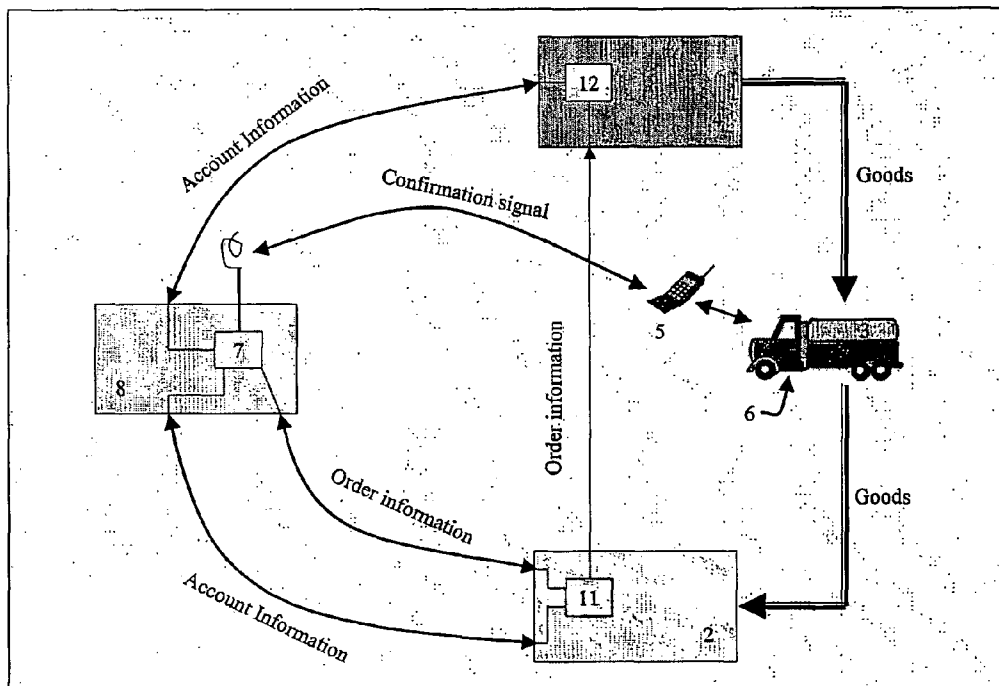 12
Account Information
Confirmation signal
Goods
5
3
7
8
6
Order information
Order information
Goods
Account Information
11
2